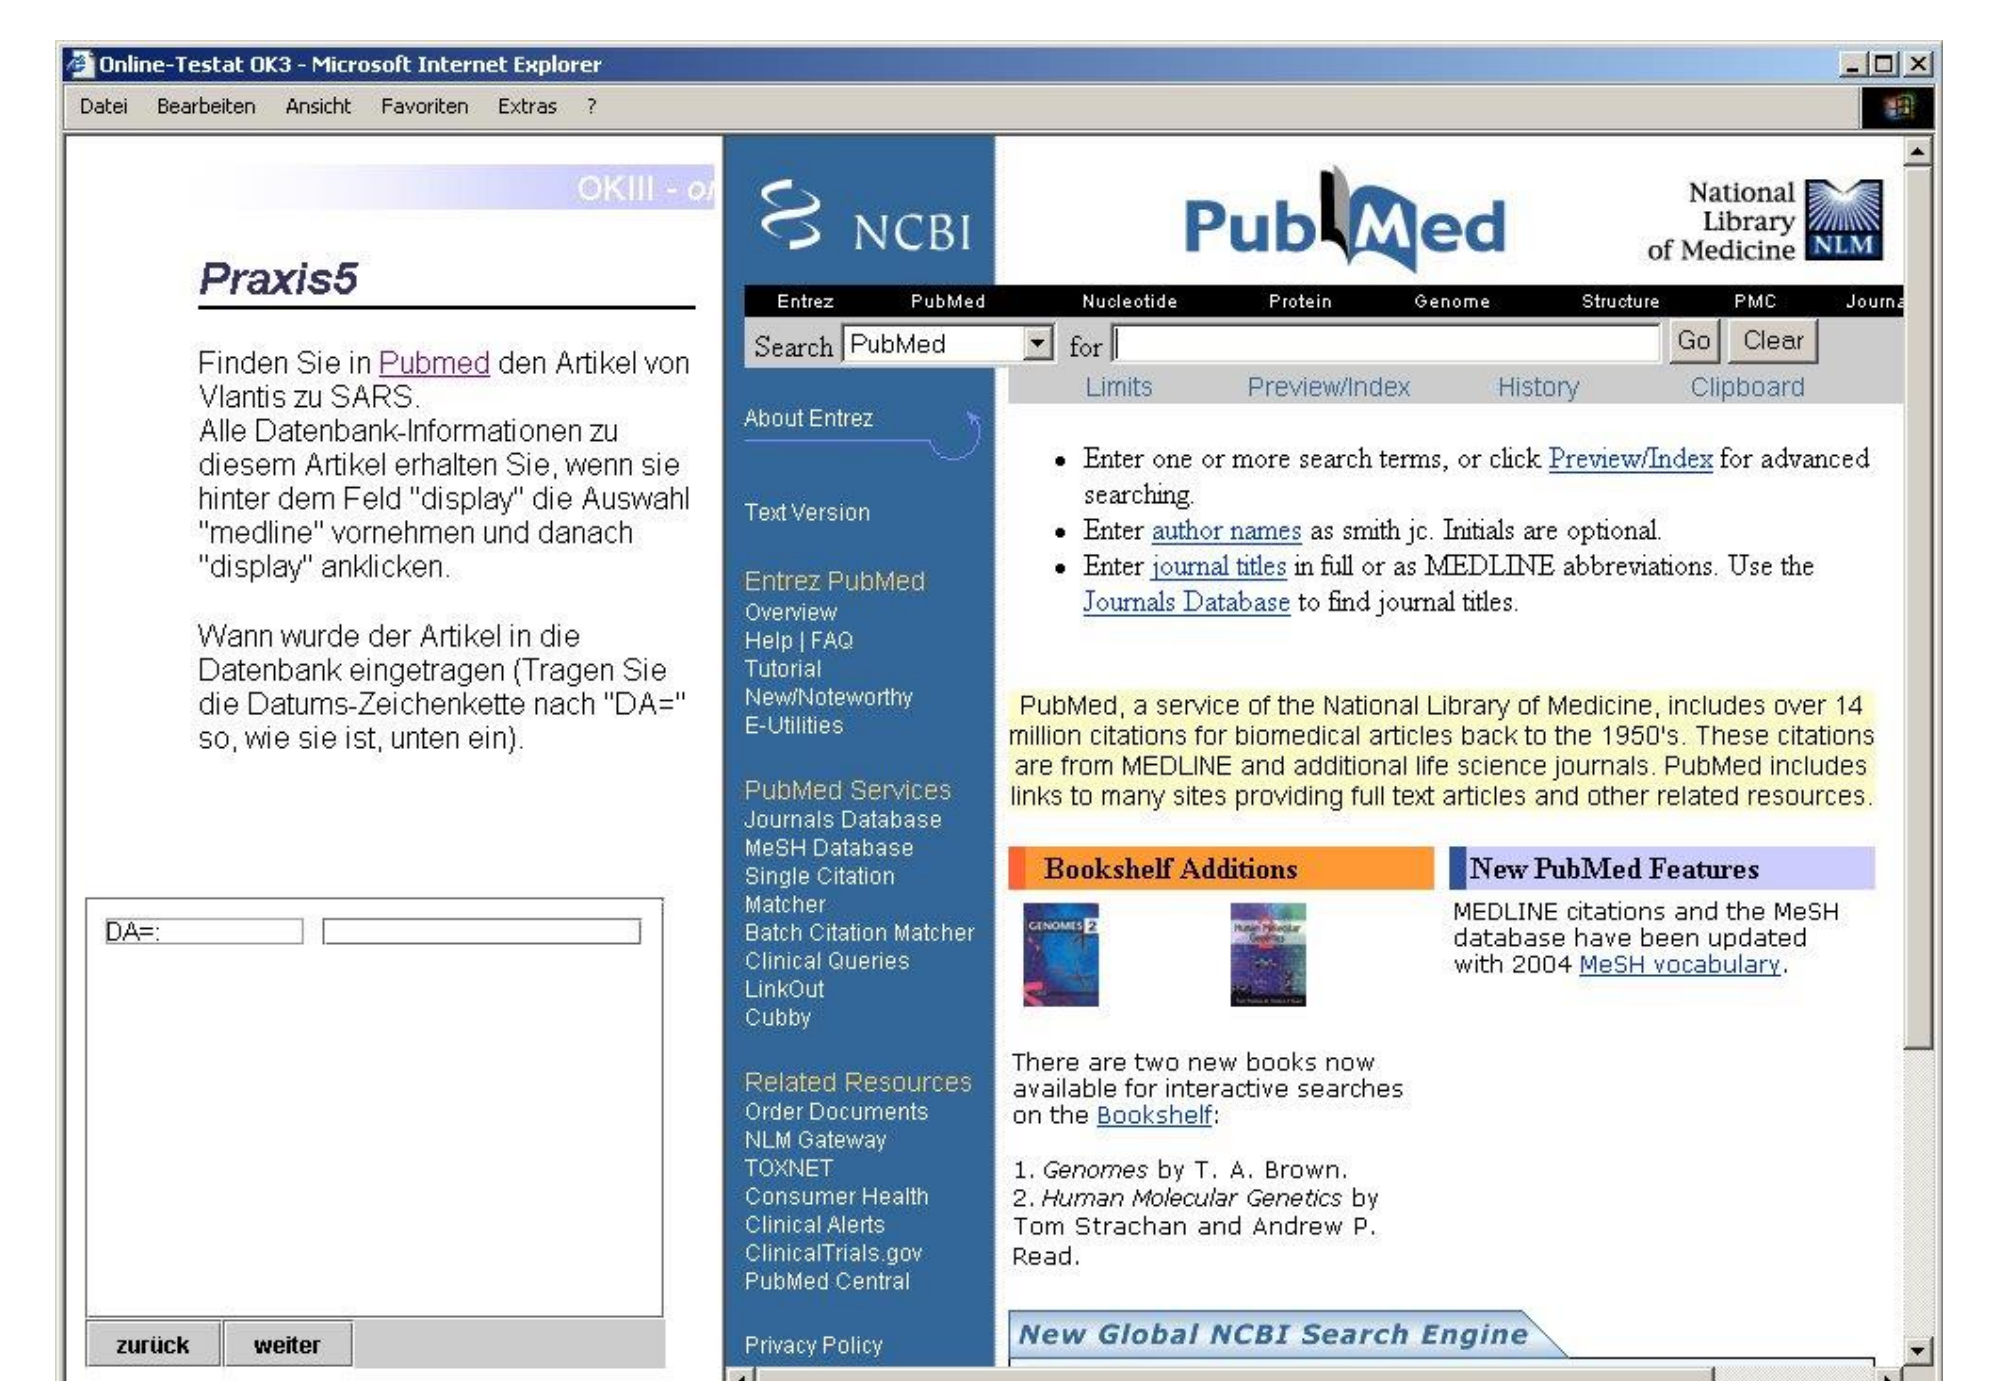 Online-Testat OK3 - Microsoft Internet Explorer
Datei Bearbeiten Ansicht Favoriten Extras ?
OKIII -
Praxis5
Finden Sie in Pubmed den Artikel von
Vlantis zu SARS.
Alle Datenbank-Informationen zu
diesem Artikel erhalten Sie, wenn sie
hinter dem Feld "display" die Auswahl
"medline" vornehmen und danach
"display" anklicken.
Wann wurde der Artikel in die
Datenbank eingetragen (Tragen Sie
die Datums-Zeichenkette nach "DA="
so, wie sie ist, unten ein).
DA=:
zurück weiter
NCBI
PubMed
National
Library
of Medicine NLM
Entrez PubMed Nucleotide Protein Genome Structure PMC Journa
Search PubMed for Go Clear
Limits Preview/Index History Clipboard
About Entrez
Text Version
Entrez PubMed
Overview
Help | FAQ
Tutorial
New/Noteworthy
E-Utilities
PubMed Services
Journals Database
MeSH Database
Single Citation
Matcher
Batch Citation Matcher
Clinical Queries
LinkOut
Cubby
Related Resources
Order Documents
NLM Gateway
TOXNET
Consumer Health
Clinical Alerts
ClinicalTrials.gov
PubMed Central
Privacy Policy
• Enter one or more search terms, or click Preview/Index for advanced
searching.
• Enter author names as smith jc. Initials are optional.
• Enter journal titles in full or as MEDLINE abbreviations. Use the
Journals Database to find journal titles.
PubMed, a service of the National Library of Medicine, includes over 14
million citations for biomedical articles back to the 1950's. These citations
are from MEDLINE and additional life science journals. PubMed includes
links to many sites providing full text articles and other related resources.
Bookshelf Additions
GENOMES 2
Human Molecular
Genetics
There are two new books now
available for interactive searches
on the Bookshelf:
1. Genomes by T. A. Brown.
2. Human Molecular Genetics by
Tom Strachan and Andrew P.
Read.
New PubMed Features
MEDLINE citations and the MeSH
database have been updated
with 2004 MeSH vocabulary.
New Global NCBI Search Engine